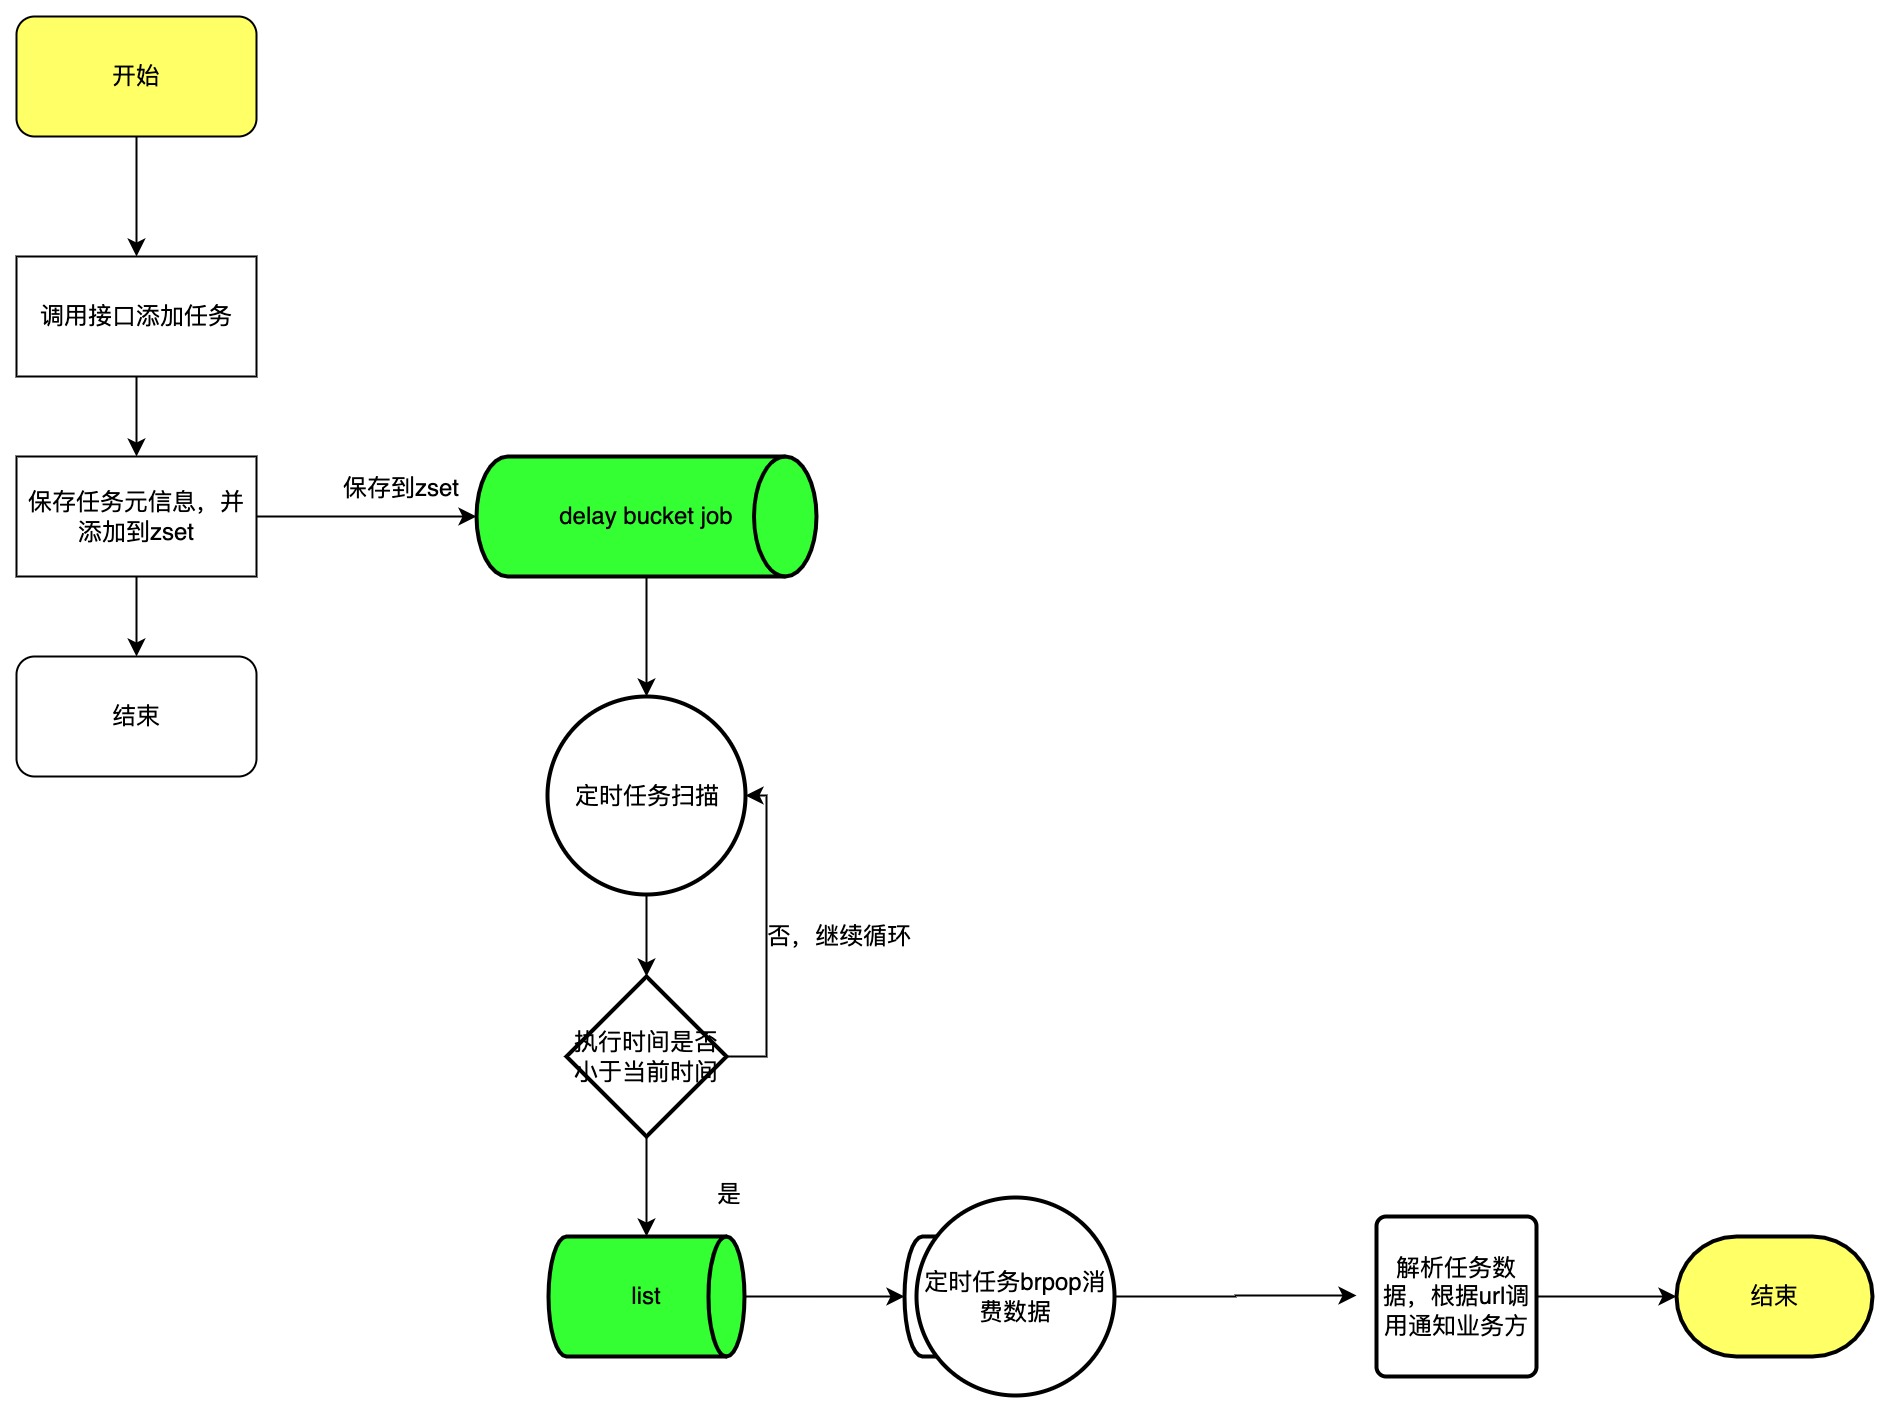 开始
调用接口添加任务
保存任务元信息，并
添加到zset
保存到zset
delay bucket job
结束
定时任务扫描
否，继续循环
执行时间是否
小于当前时间
是
list
定时任务brpop消
费数据
解析任务数
据，根据url调
用通知业务方
结束